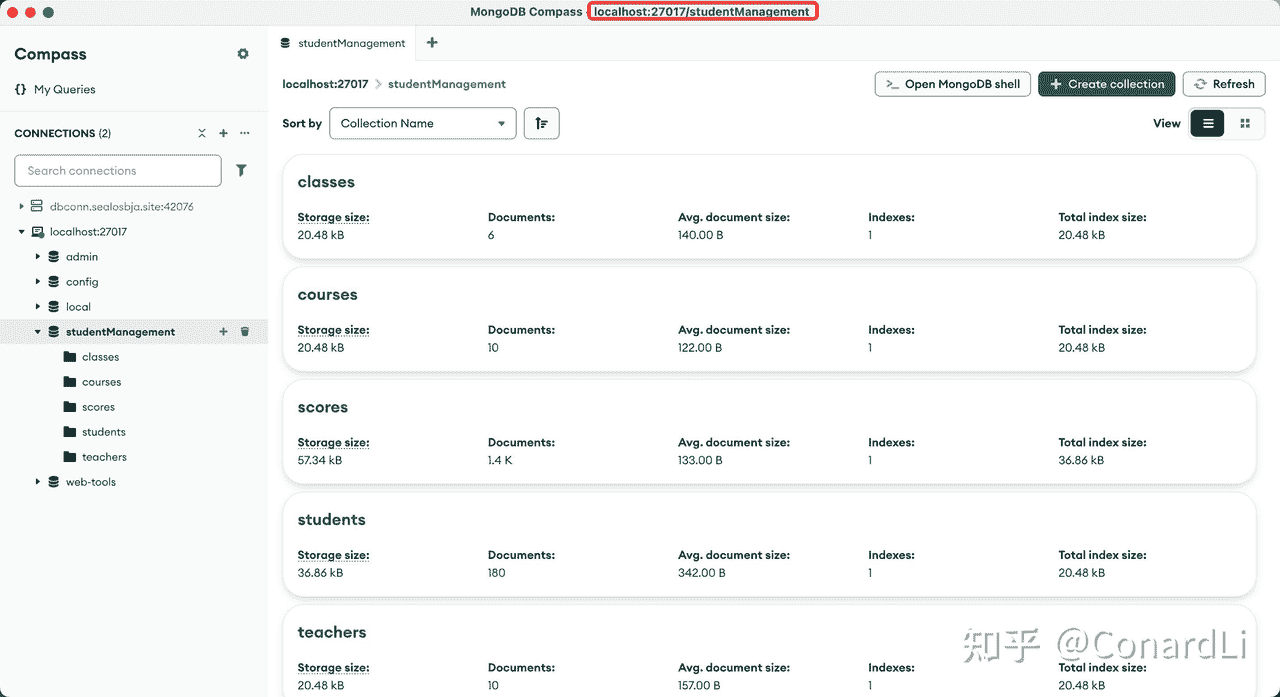 MongoDB Compass localhost:27017/studentManagement
Compass
{} My Queries
CONNECTIONS (2)
Search connections
dbconn.sealosbja.site:42076
localhost:27017
admin
config
local
studentManagement
classes
courses
scores
students
teachers
web-tools
studentManagement
localhost:27017 > studentManagement
>_ Open MongoDB shell
+ Create collection
Refresh
Sort by Collection Name
View
classes
Storage size: Documents: Avg. document size: Indexes: Total index size:
20.48 kB 6 140.00 B 1 20.48 kB
courses
Storage size: Documents: Avg. document size: Indexes: Total index size:
20.48 kB 10 122.00 B 1 20.48 kB
scores
Storage size: Documents: Avg. document size: Indexes: Total index size:
57.34 kB 1.4 K 133.00 B 1 36.86 kB
students
Storage size: Documents: Avg. document size: Indexes: Total index size:
36.86 kB 180 342.00 B 1 20.48 kB
teachers
Storage size: Documents: Avg. document size: Indexes: Total index size:
20.48 kB 10 157.00 B 1 20.48 kB
知乎 @ConardLi